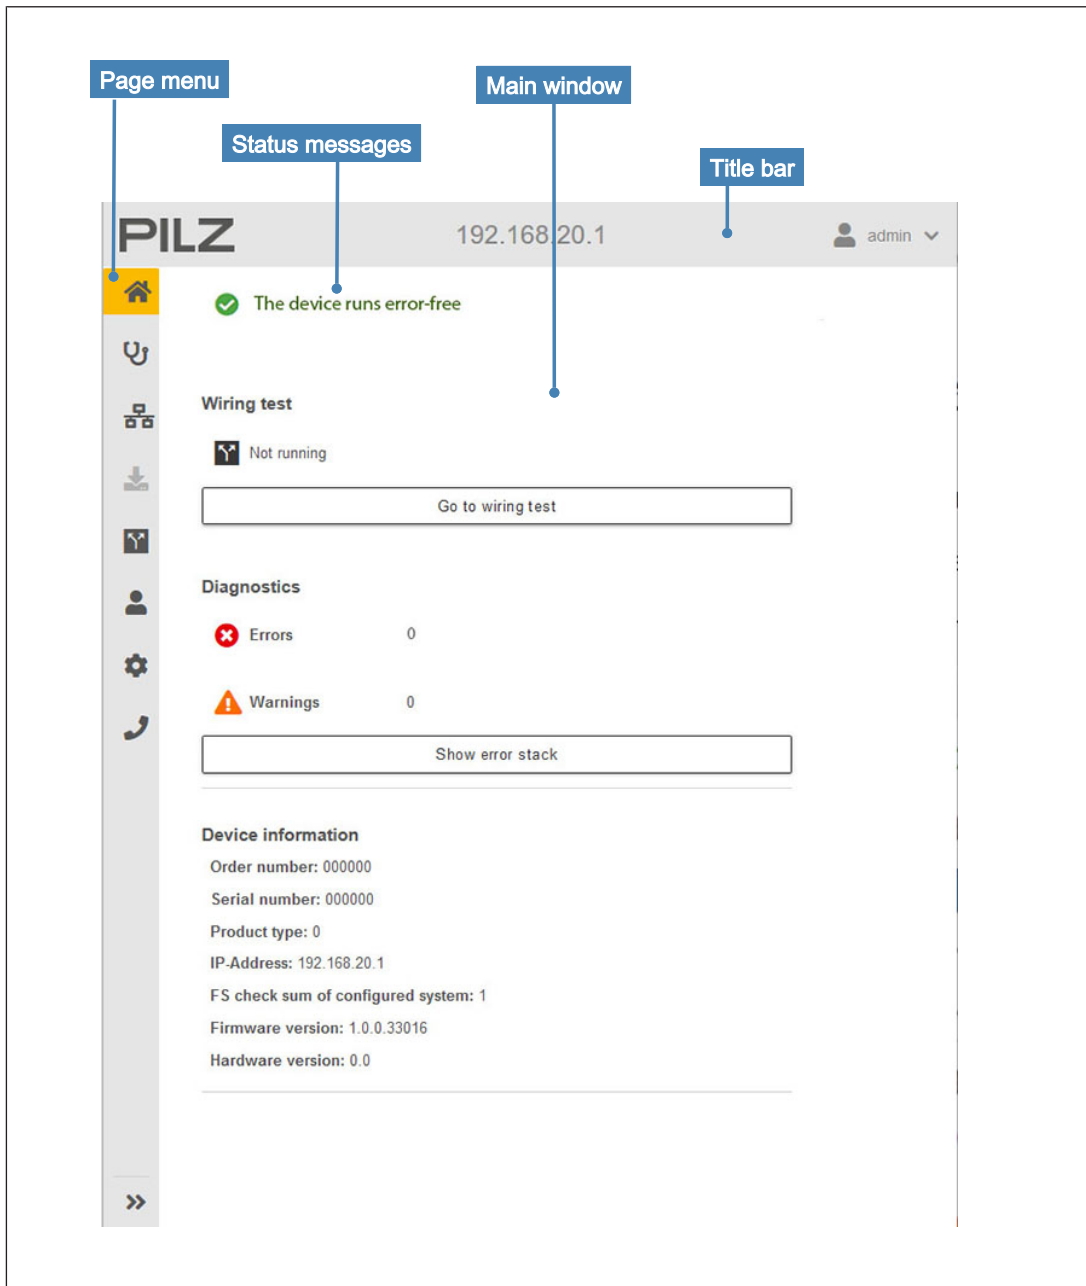 Page menu
Main window
Status messages
Title bar
PILZ
192.168.20.1
admin
The device runs error-free
Wiring test
Not running
Go to wiring test
Diagnostics
Errors 0
Warnings 0
Show error stack
Device information
Order number: 000000
Serial number: 000000
Product type: 0
IP-Address: 192.168.20.1
FS check sum of configured system: 1
Firmware version: 1.0.0.33016
Hardware version: 0.0